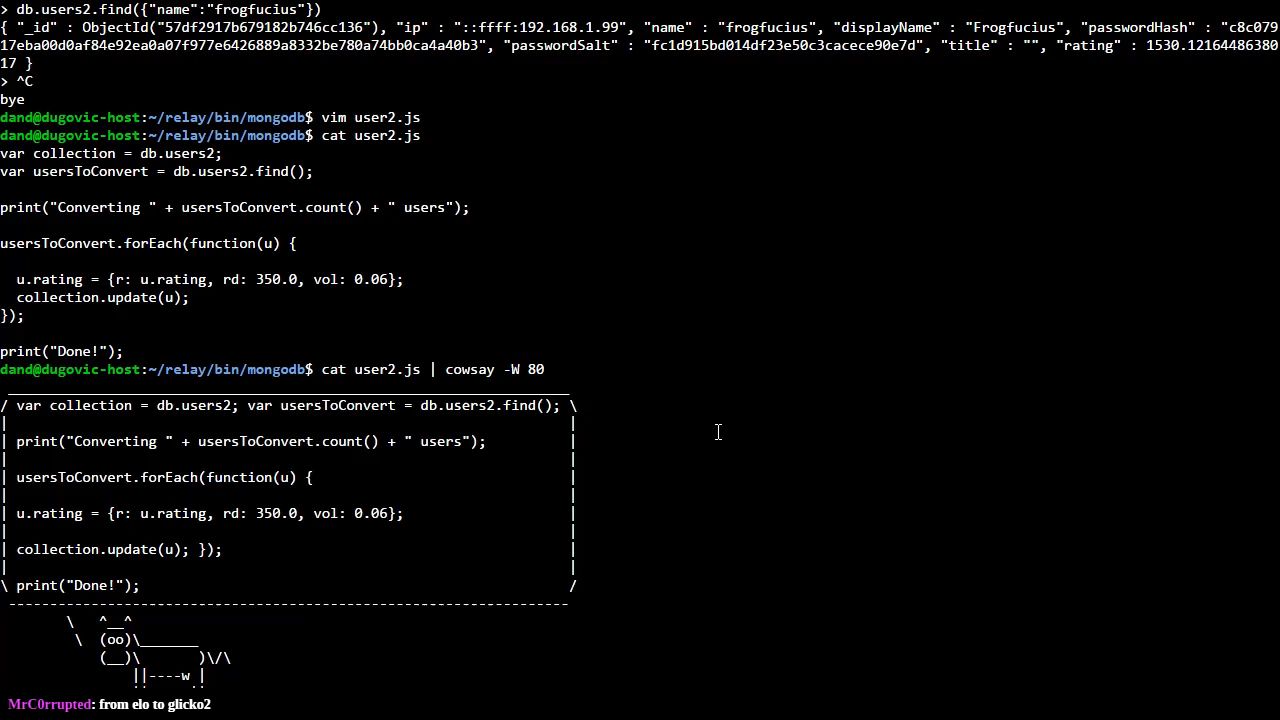 > db.users2.find({"name":"frogfucius"})
{ "_id" : ObjectId("57df2917b679182b746cc136"), "ip" : "::ffff:192.168.1.99", "name" : "frogfucius", "displayName" : "Frogfucius", "passwordHash" : "c8c079
17eba00d0af84e92ea0a07f977e6426889a8332be780a74bb0ca4a40b3", "passwordSalt" : "fc1d915bd014df23e50c3cacece90e7d", "title" : "", "rating" : 1530.12164486380
17 }
> ^C
bye
dand@dugovic-host:~/relay/bin/mongodb$ vim user2.js
dand@dugovic-host:~/relay/bin/mongodb$ cat user2.js
var collection = db.users2;
var usersToConvert = db.users2.find();
print("Converting " + usersToConvert.count() + " users");
usersToConvert.forEach(function(u) {
  u.rating = {r: u.rating, rd: 350.0, vol: 0.06};
  collection.update(u);
});
print("Done!");
dand@dugovic-host:~/relay/bin/mongodb$ cat user2.js | cowsay -W 80
 ____________________________________________________________________
/ var collection = db.users2; var usersToConvert = db.users2.find(); \
|                                                                    |
| print("Converting " + usersToConvert.count() + " users");          |
|                                                                    |
| usersToConvert.forEach(function(u) {                               |
|                                                                    |
| u.rating = {r: u.rating, rd: 350.0, vol: 0.06};                    |
|                                                                    |
| collection.update(u); });                                          |
|                                                                    |
\ print("Done!");                                                    /
 --------------------------------------------------------------------
        \   ^__^
         \  (oo)\_______
            (__)\       )\/\
                ||----w |
MrC0rrupted: from elo to glicko2